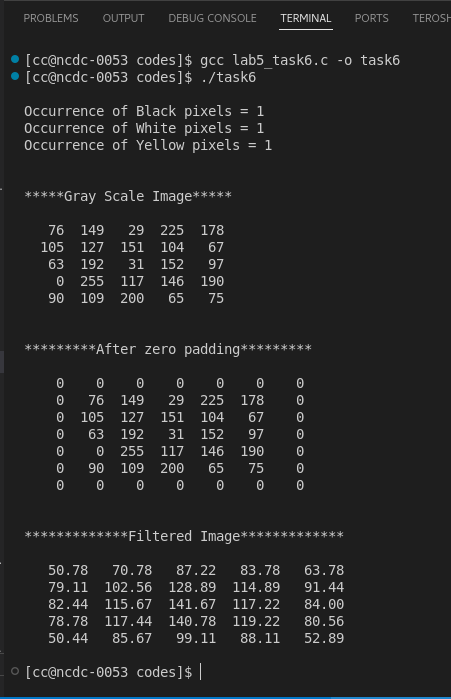 PROBLEMS OUTPUT DEBUG CONSOLE TERMINAL PORTS TEROSH
[cc@ncdc-0053 codes]$ gcc lab5_task6.c -o task6
[cc@ncdc-0053 codes]$ ./task6
Occurrence of Black pixels = 1
Occurrence of White pixels = 1
Occurrence of Yellow pixels = 1
*****Gray Scale Image*****
76 149 29 225 178
105 127 151 104 67
63 192 31 152 97
0 255 117 146 190
90 109 200 65 75
*********After zero padding*********
0 0 0 0 0 0 0
0 76 149 29 225 178 0
0 105 127 151 104 67 0
0 63 192 31 152 97 0
0 0 255 117 146 190 0
0 90 109 200 65 75 0
0 0 0 0 0 0 0
*************Filtered Image*************
50.78 70.78 87.22 83.78 63.78
79.11 102.56 128.89 114.89 91.44
82.44 115.67 141.67 117.22 84.00
78.78 117.44 140.78 119.22 80.56
50.44 85.67 99.11 88.11 52.89
[cc@ncdc-0053 codes]$